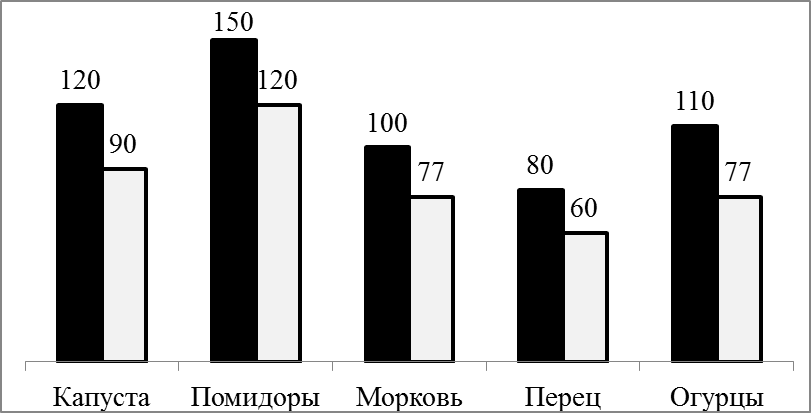 120
90
150
120
100
77
80
60
110
77
Капуста
Помидоры
Морковь
Перец
Огурцы